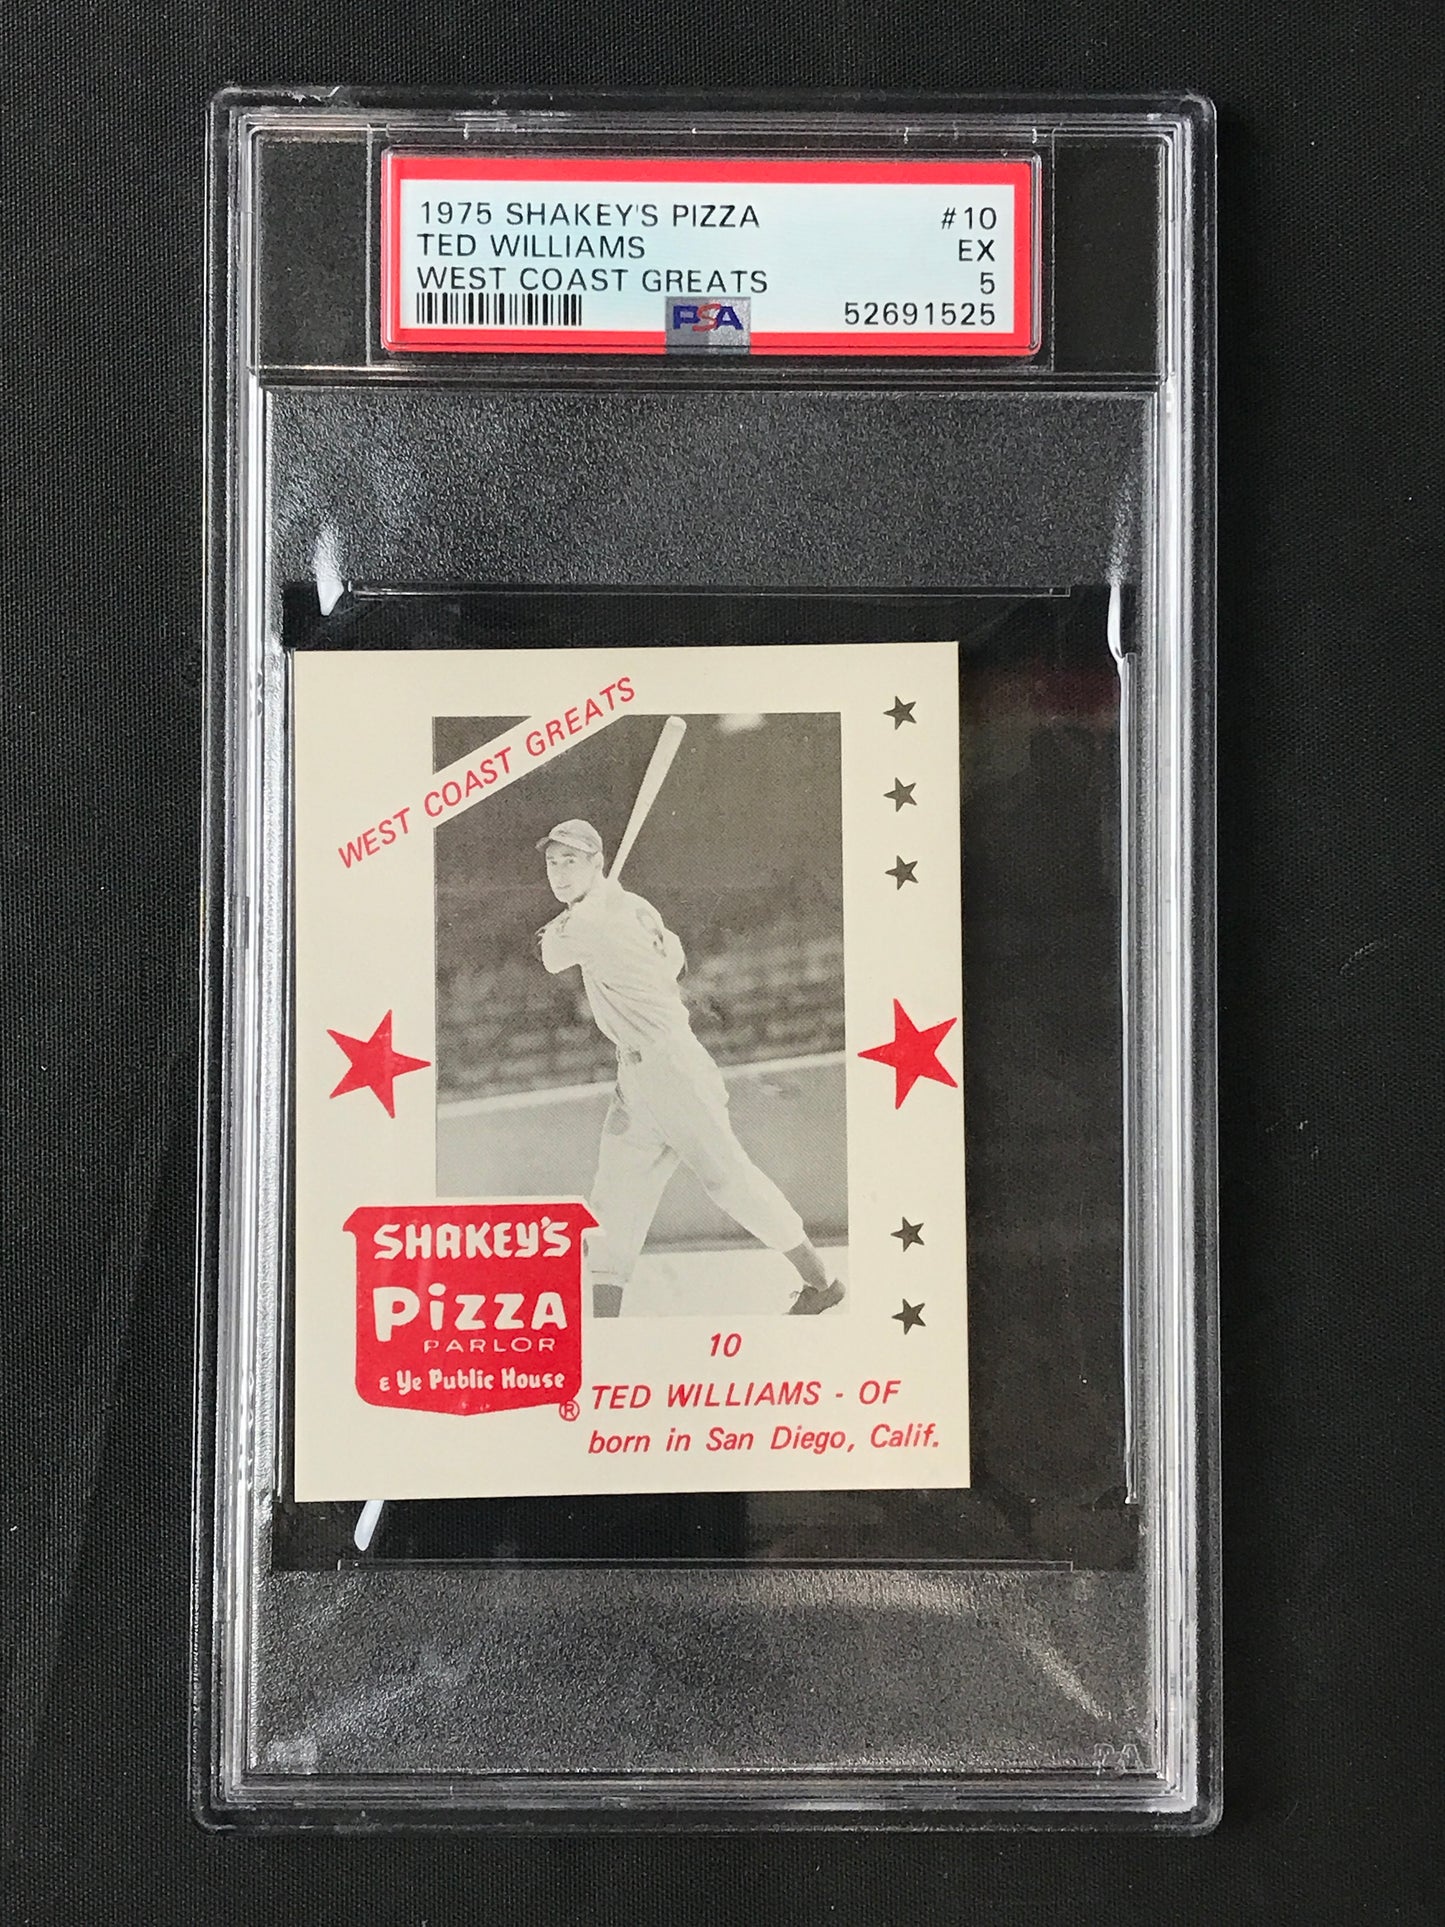 1975 SHAKEY'S PIZZA #10
TED WILLIAMS EX
WEST COAST GREATS 5
PSA 52691525
WEST COAST GREATS
SHAKEY'S
Pizza
PARLOR
& Ye Public House
®
10
TED WILLIAMS - OF
born in San Diego, Calif.
PSA